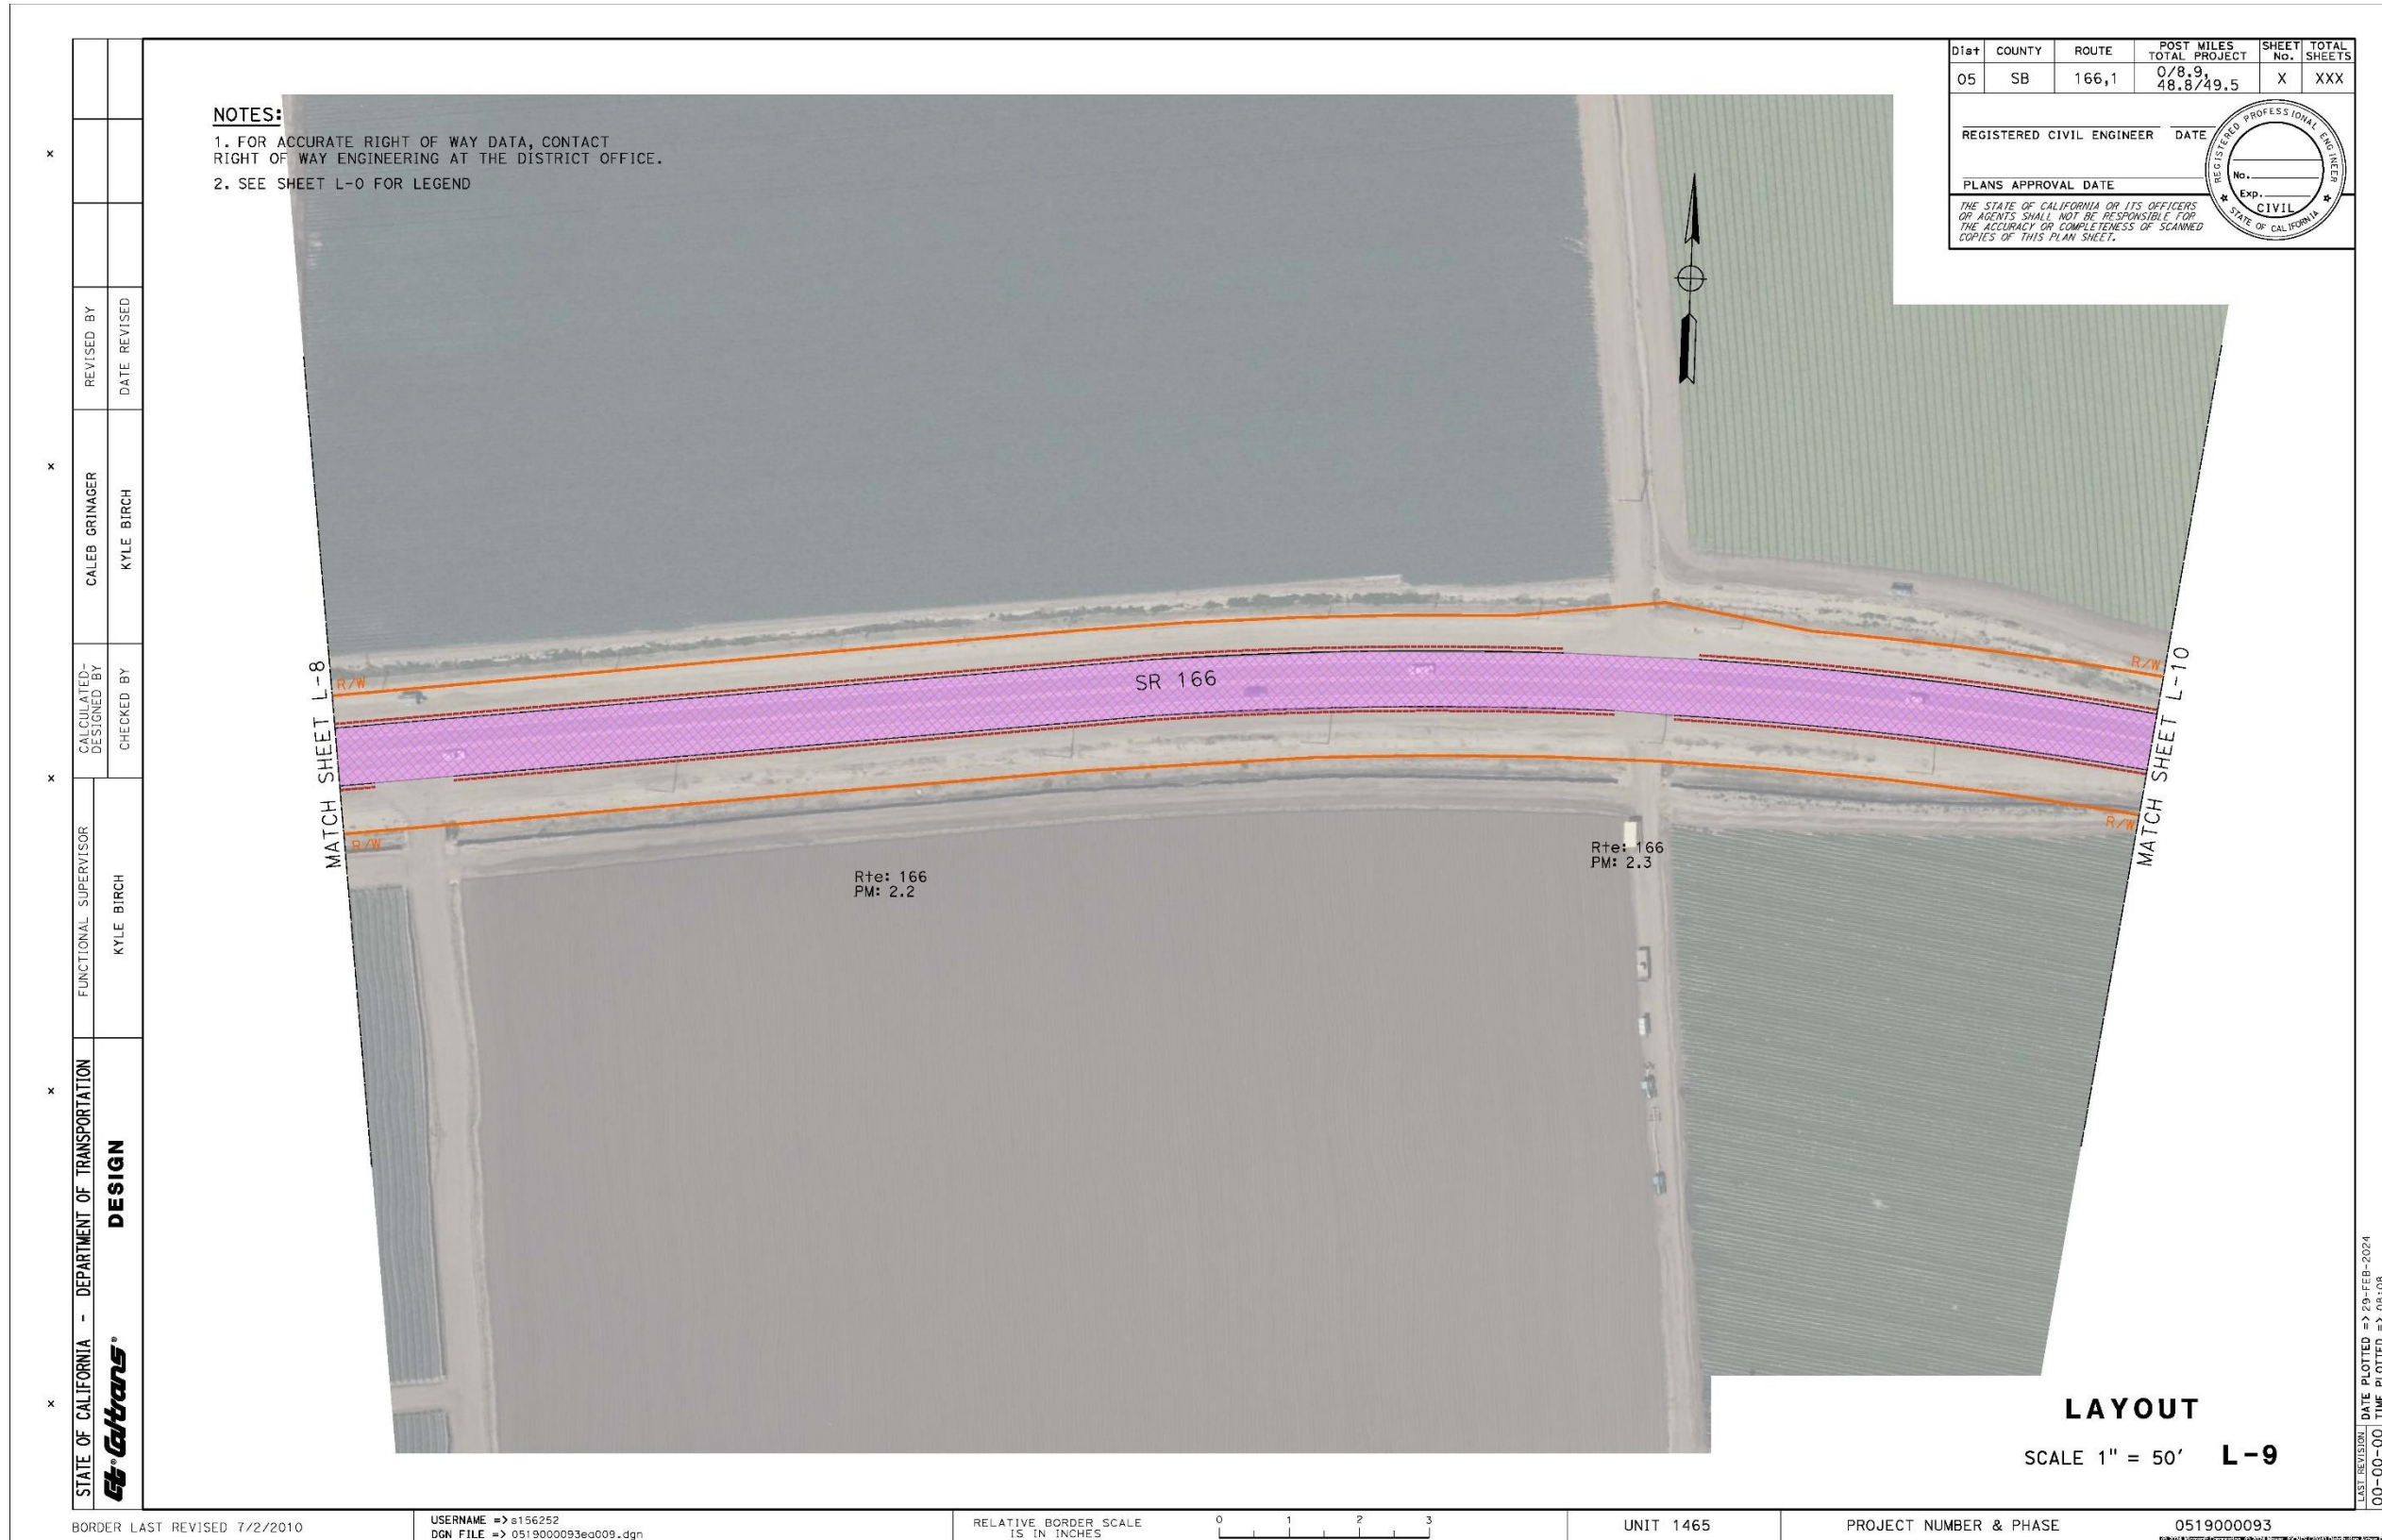 Dist COUNTY ROUTE POST MILES TOTAL PROJECT SHEET No. TOTAL SHEETS
05 SB 166,1 0/8.9, 48.8/49.5 X XXX
REGISTERED CIVIL ENGINEER DATE
PLANS APPROVAL DATE
THE STATE OF CALIFORNIA OR ITS OFFICERS
OR AGENTS SHALL NOT BE RESPONSIBLE FOR
THE ACCURACY OR COMPLETENESS OF SCANNED
COPIES OF THIS PLAN SHEET.
REGISTERED PROFESSIONAL ENGINEER
No.
Exp.
CIVIL
STATE OF CALIFORNIA
NOTES:
1. FOR ACCURATE RIGHT OF WAY DATA, CONTACT
RIGHT OF WAY ENGINEERING AT THE DISTRICT OFFICE.
2. SEE SHEET L-0 FOR LEGEND
REVISED BY
DATE REVISED
CALEB GRINAGER
KYLE BIRCH
CALCULATED-
DESIGNED BY
CHECKED BY
FUNCTIONAL SUPERVISOR
KYLE BIRCH
STATE OF CALIFORNIA - DEPARTMENT OF TRANSPORTATION
DESIGN
Caltrans
MATCH SHEET L-8
R/W
R/W
SR 166
R/W
R/W
MATCH SHEET L-10
Rte: 166
PM: 2.2
Rte: 166
PM: 2.3
LAYOUT
SCALE 1" = 50' L-9
LAST REVISION
00-00-00
DATE PLOTTED => 29-FEB-2024
TIME PLOTTED => 08:08
BORDER LAST REVISED 7/2/2010
USERNAME => s156252
DGN FILE => 0519000093ea009.dgn
RELATIVE BORDER SCALE
IS IN INCHES
0 1 2 3
UNIT 1465
PROJECT NUMBER & PHASE
0519000093